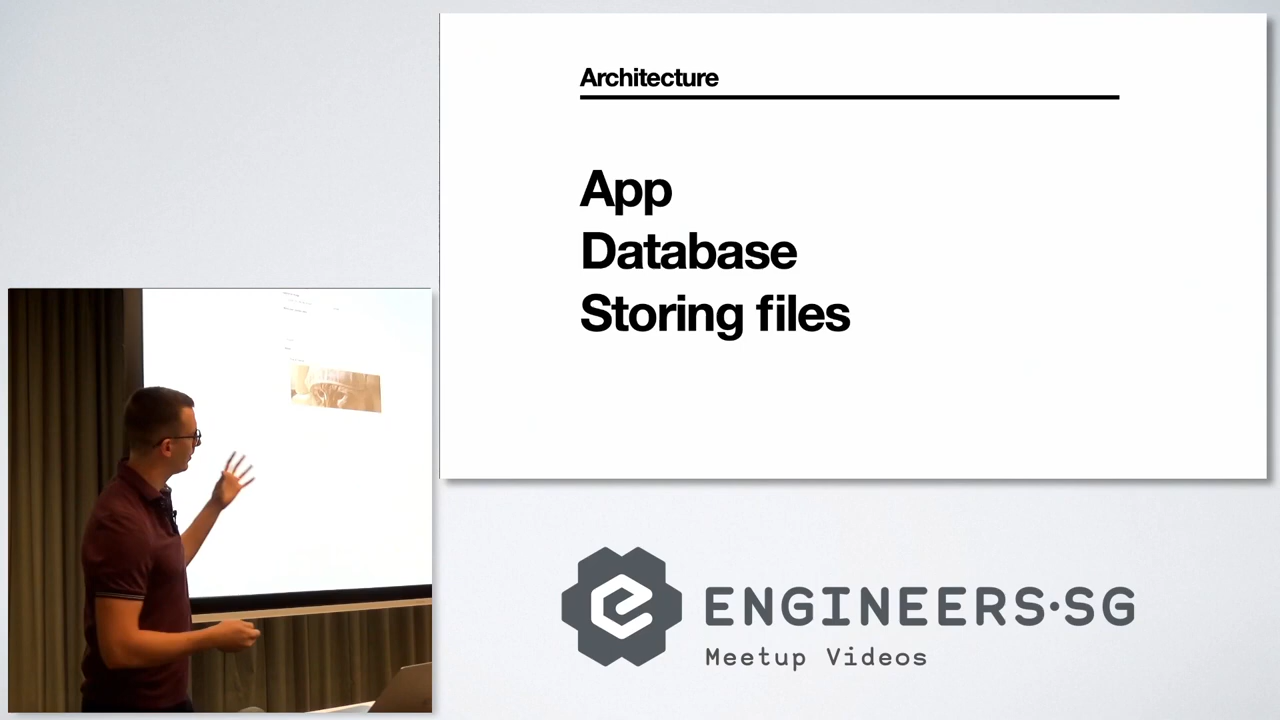 Architecture
App
Database
Storing files
ENGINEERS·SG
Meetup Videos